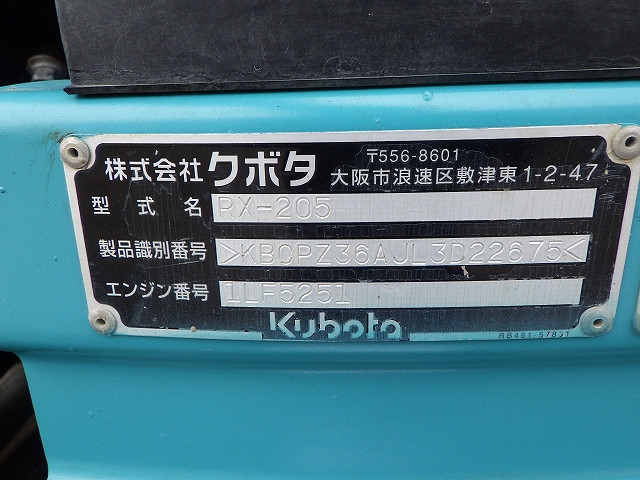 株式会社クボタ
〒556-8601
大阪市浪速区敷津東1-2-47
型式名 RX-205
製品識別番号 >KBCPZ36AJL3D22675<
エンジン番号 1LF5251
Kubota